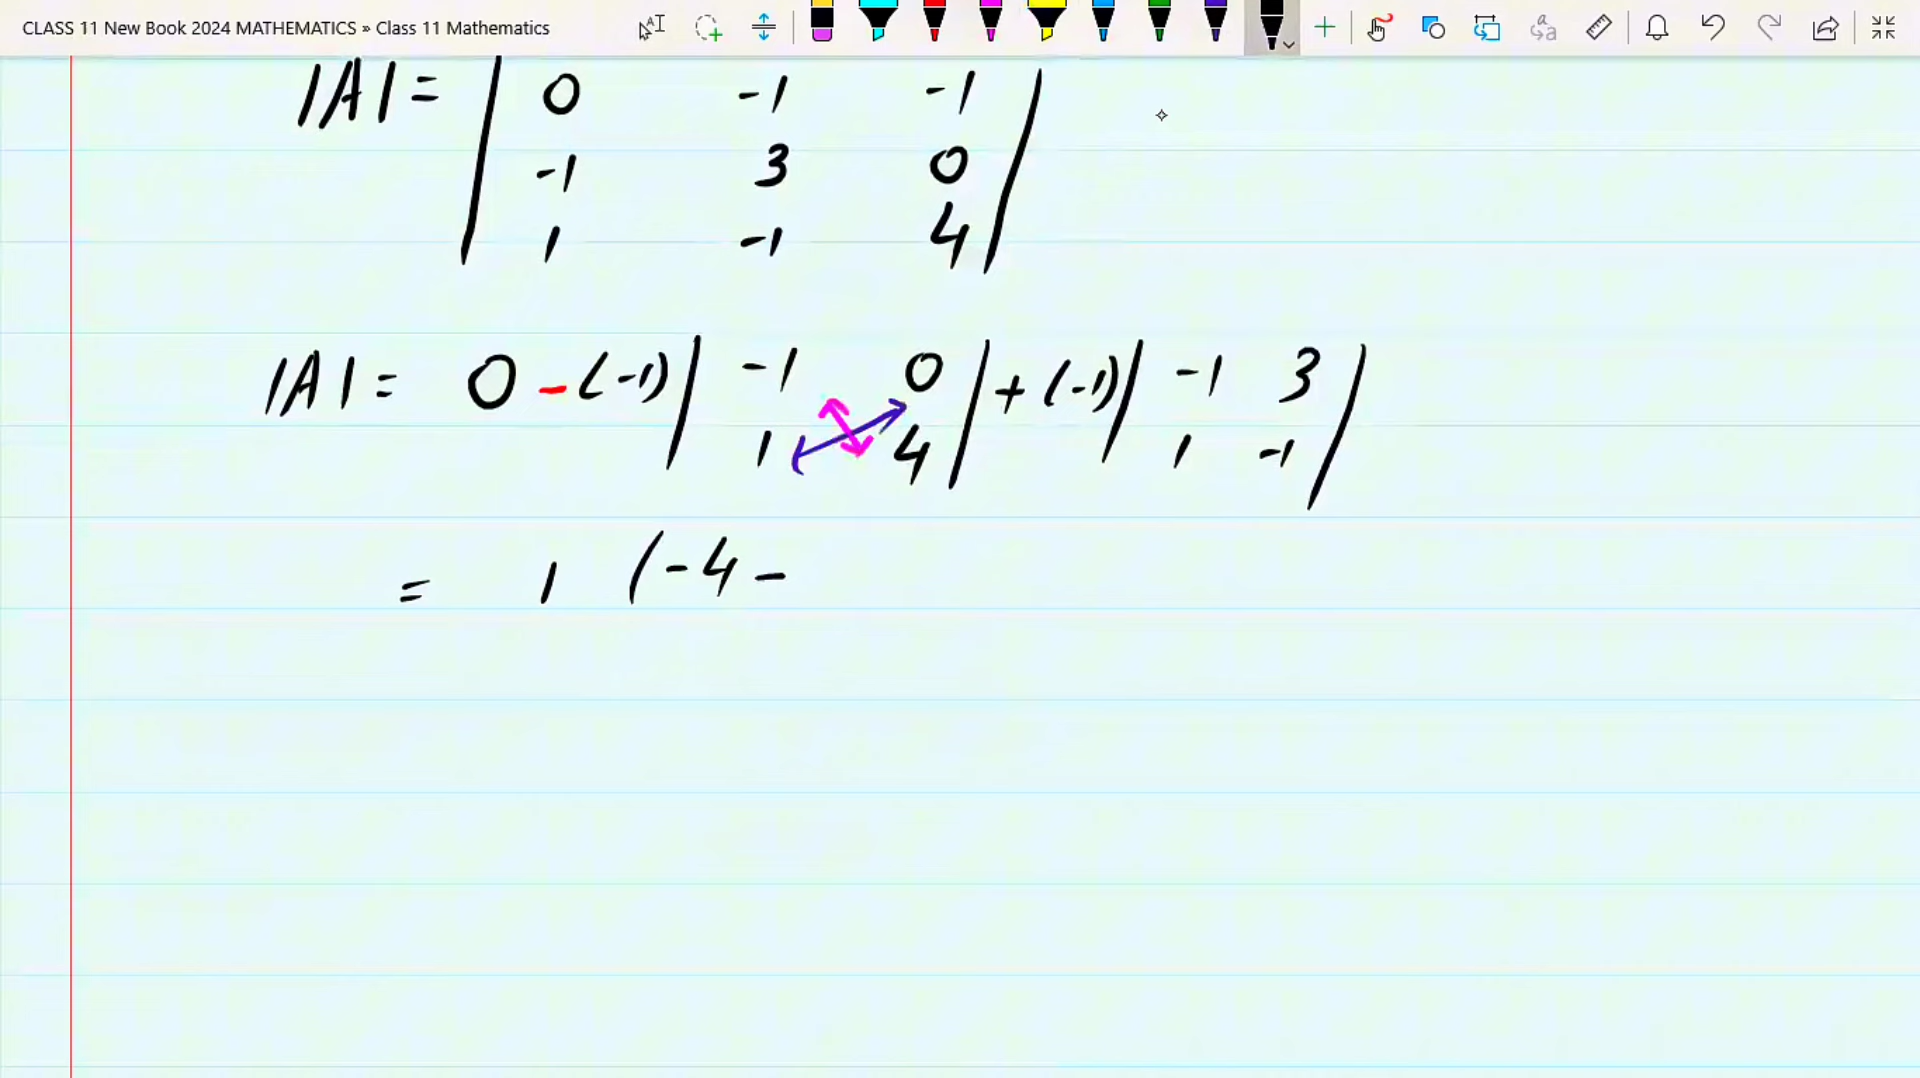 CLASS 11 New Book 2024 MATHEMATICS » Class 11 Mathematics
|A| = | 0 -1 -1
-1 3 0
1 -1 4 |
|A| = 0 - (-1) | -1 0 | + (-1) | -1 3 |
1 4 1 -1
= 1 (-4 -